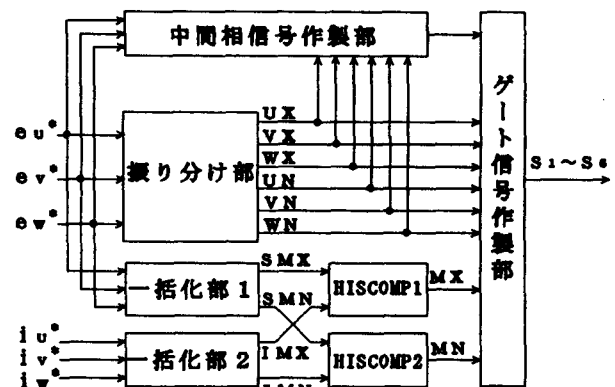 中間相信号作製部
eu*
ev*
ew*
振り分け部
UX
VX
WX
UN
VN
WN
ゲート信号作製部
S1～S6
一括化部1
SMX
SMN
HISCOMP1
MX
iu*
iv*
iw*
一括化部2
IMX
HISCOMP2
MN